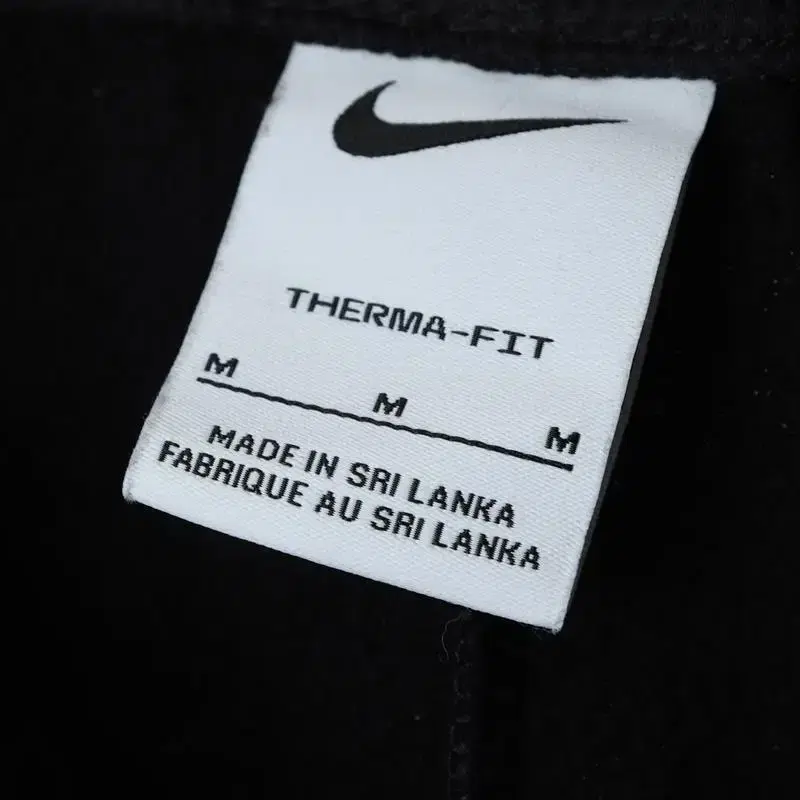 THERMA-FIT
M M M
MADE IN SRI LANKA
FABRIQUE AU SRI LANKA